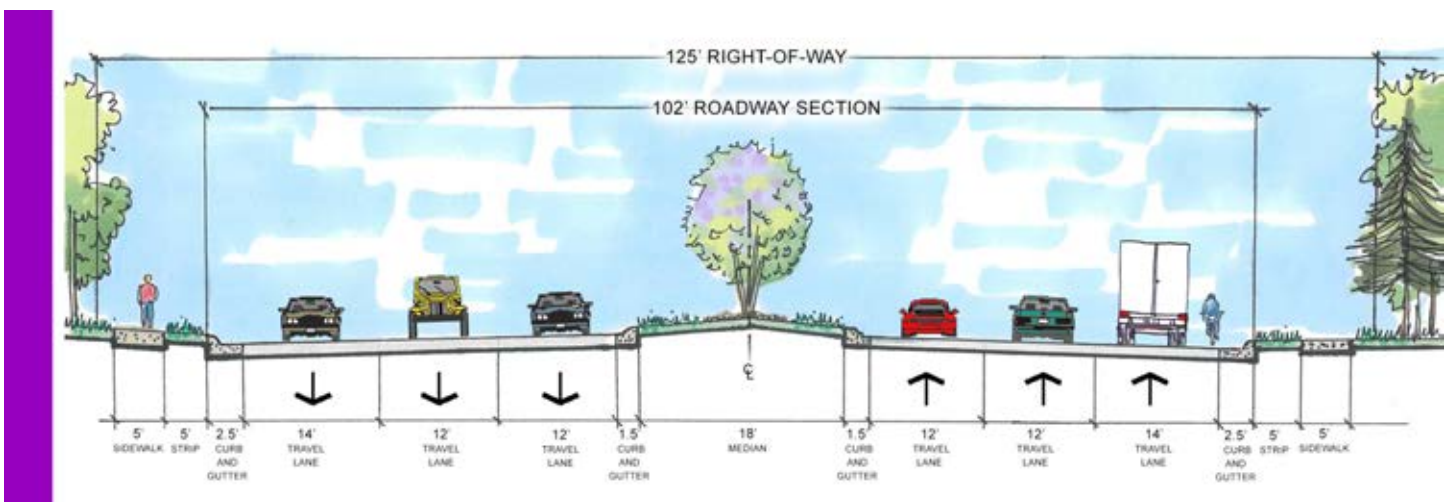 125' RIGHT-OF-WAY
102' ROADWAY SECTION
℄
5'
SIDEWALK
5'
STRIP
2.5'
CURB
AND
GUTTER
14'
TRAVEL
LANE
12'
TRAVEL
LANE
12'
TRAVEL
LANE
1.5'
CURB
AND
GUTTER
18'
MEDIAN
1.5'
CURB
AND
GUTTER
12'
TRAVEL
LANE
12'
TRAVEL
LANE
14'
TRAVEL
LANE
2.5'
CURB
AND
GUTTER
5'
STRIP
5'
SIDEWALK